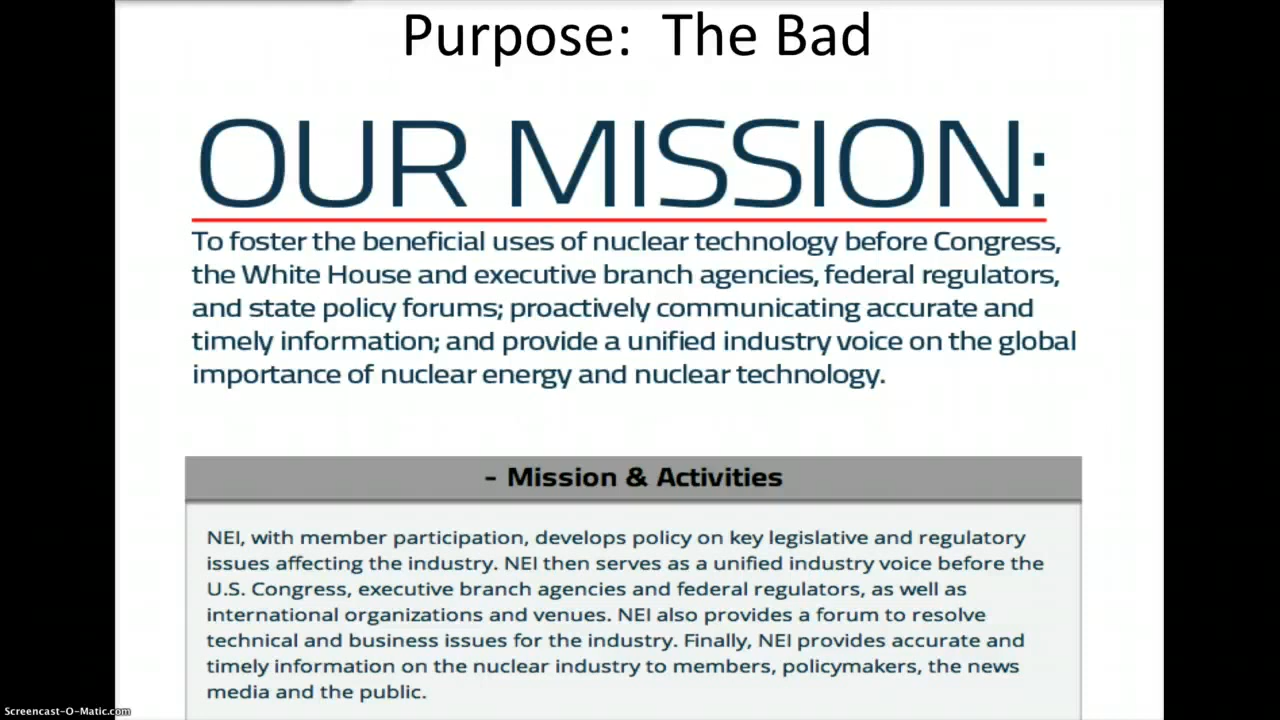 Purpose: The Bad
OUR MISSION:
To foster the beneficial uses of nuclear technology before Congress,
the White House and executive branch agencies, federal regulators,
and state policy forums; proactively communicating accurate and
timely information; and provide a unified industry voice on the global
importance of nuclear energy and nuclear technology.
- Mission & Activities
NEI, with member participation, develops policy on key legislative and regulatory
issues affecting the industry. NEI then serves as a unified industry voice before the
U.S. Congress, executive branch agencies and federal regulators, as well as
international organizations and venues. NEI also provides a forum to resolve
technical and business issues for the industry. Finally, NEI provides accurate and
timely information on the nuclear industry to members, policymakers, the news
media and the public.
Screencast-O-Matic.com